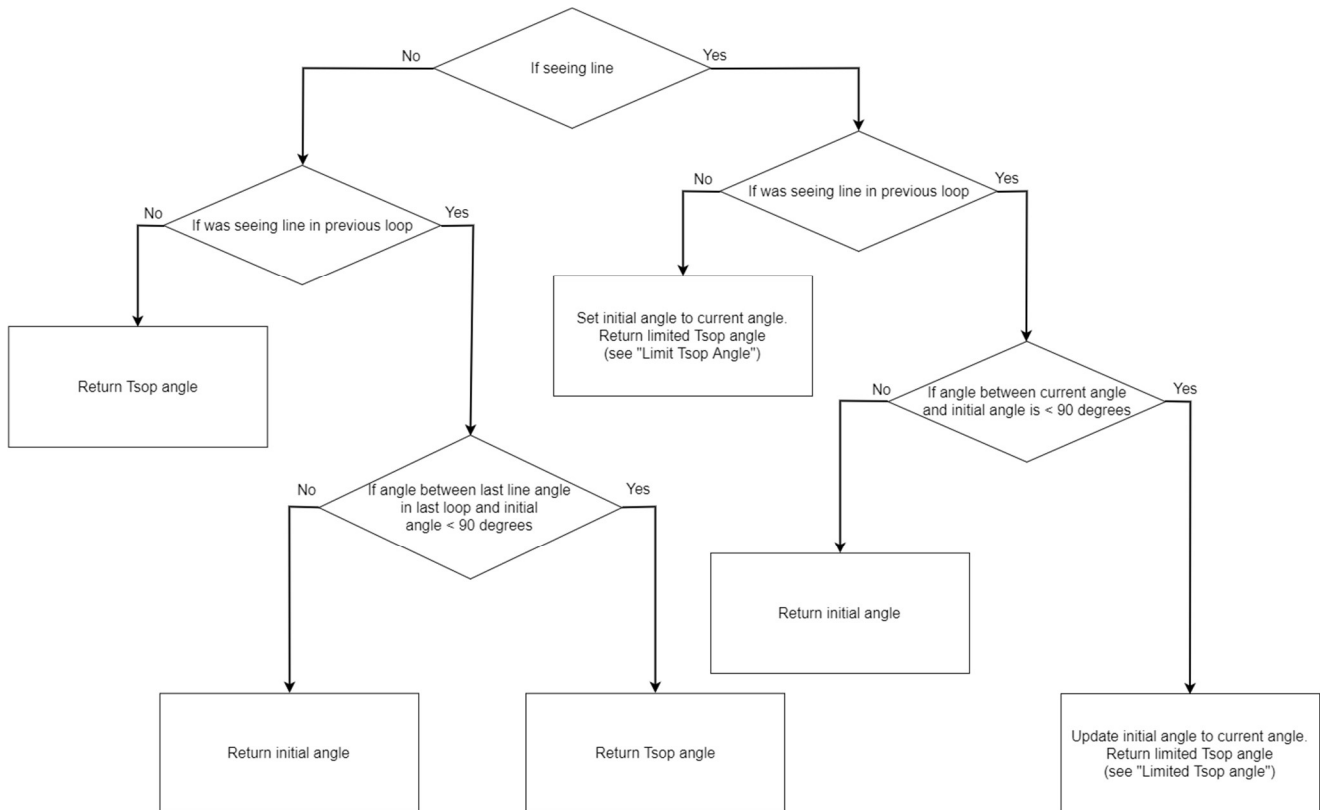 No
Yes
If seeing line
No
Yes
If was seeing line in previous loop
No
Yes
If was seeing line in previous loop
Set initial angle to current angle.
Return limited Tsop angle
(see "Limit Tsop Angle")
Return Tsop angle
No
Yes
If angle between current angle
and initial angle is < 90 degrees
No
Yes
If angle between last line angle
in last loop and initial
angle < 90 degrees
Return initial angle
Return initial angle
Return Tsop angle
Update initial angle to current angle.
Return limited Tsop angle
(see "Limited Tsop angle")